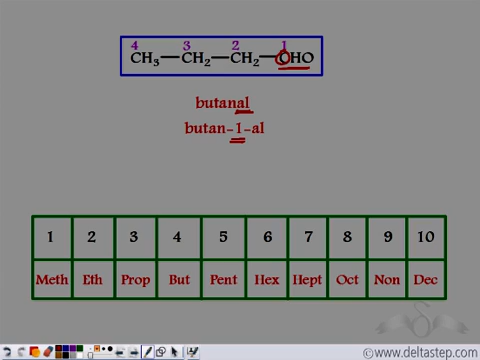 4 3 2 1
CH₃—CH₂—CH₂—CHO
butanal
butan-1-al
1 2 3 4 5 6 7 8 9 10
Meth Eth Prop But Pent Hex Hept Oct Non Dec
©www.deltastep.com